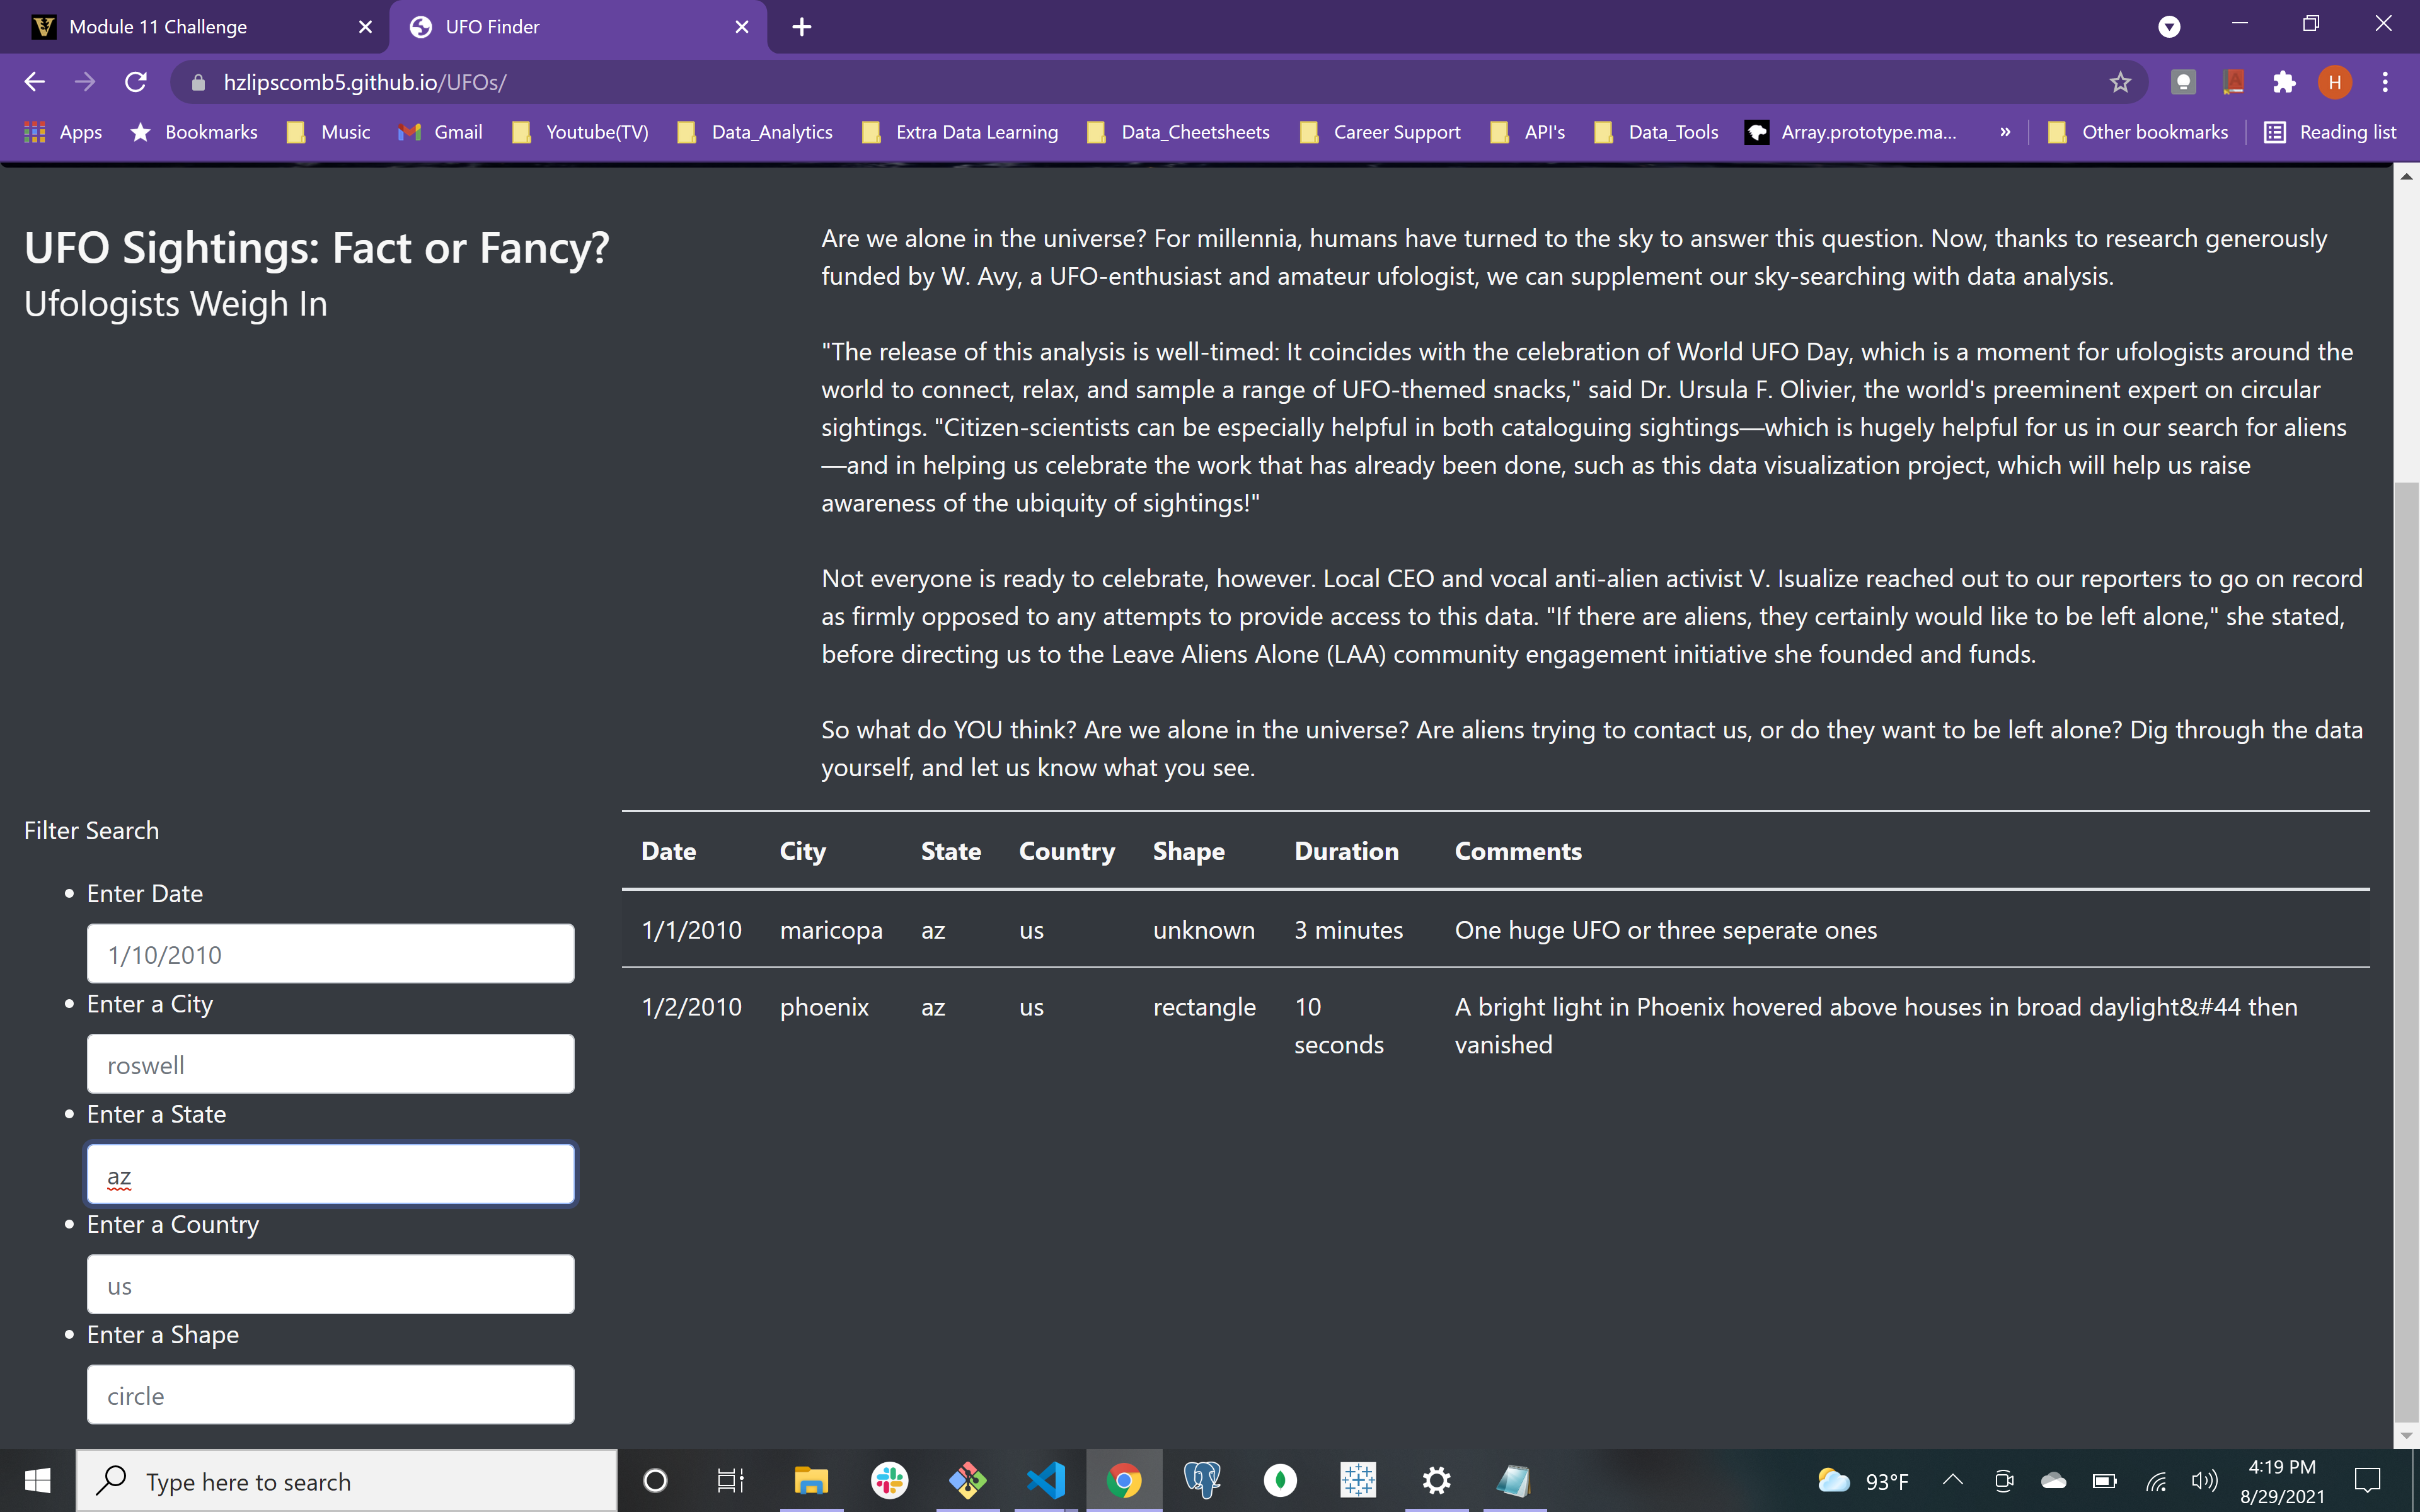 Module 11 Challenge
UFO Finder
hzlipscomb5.github.io/UFOs/
H
Apps Bookmarks Music Gmail Youtube(TV) Data_Analytics Extra Data Learning Data_Cheetsheets Career Support API's Data_Tools Array.prototype.ma... » Other bookmarks Reading list
UFO Sightings: Fact or Fancy?
Ufologists Weigh In
Are we alone in the universe? For millennia, humans have turned to the sky to answer this question. Now, thanks to research generously
funded by W. Avy, a UFO-enthusiast and amateur ufologist, we can supplement our sky-searching with data analysis.
"The release of this analysis is well-timed: It coincides with the celebration of World UFO Day, which is a moment for ufologists around the
world to connect, relax, and sample a range of UFO-themed snacks," said Dr. Ursula F. Olivier, the world's preeminent expert on circular
sightings. "Citizen-scientists can be especially helpful in both cataloguing sightings—which is hugely helpful for us in our search for aliens
—and in helping us celebrate the work that has already been done, such as this data visualization project, which will help us raise
awareness of the ubiquity of sightings!"
Not everyone is ready to celebrate, however. Local CEO and vocal anti-alien activist V. Isualize reached out to our reporters to go on record
as firmly opposed to any attempts to provide access to this data. "If there are aliens, they certainly would like to be left alone," she stated,
before directing us to the Leave Aliens Alone (LAA) community engagement initiative she founded and funds.
So what do YOU think? Are we alone in the universe? Are aliens trying to contact us, or do they want to be left alone? Dig through the data
yourself, and let us know what you see.
Filter Search
Enter Date
1/10/2010
Enter a City
roswell
Enter a State
az
Enter a Country
us
Enter a Shape
circle
Date City State Country Shape Duration Comments
1/1/2010 maricopa az us unknown 3 minutes One huge UFO or three seperate ones
1/2/2010 phoenix az us rectangle 10 A bright light in Phoenix hovered above houses in broad daylight&#44 then
seconds vanished
Type here to search
93°F
4:19 PM
8/29/2021